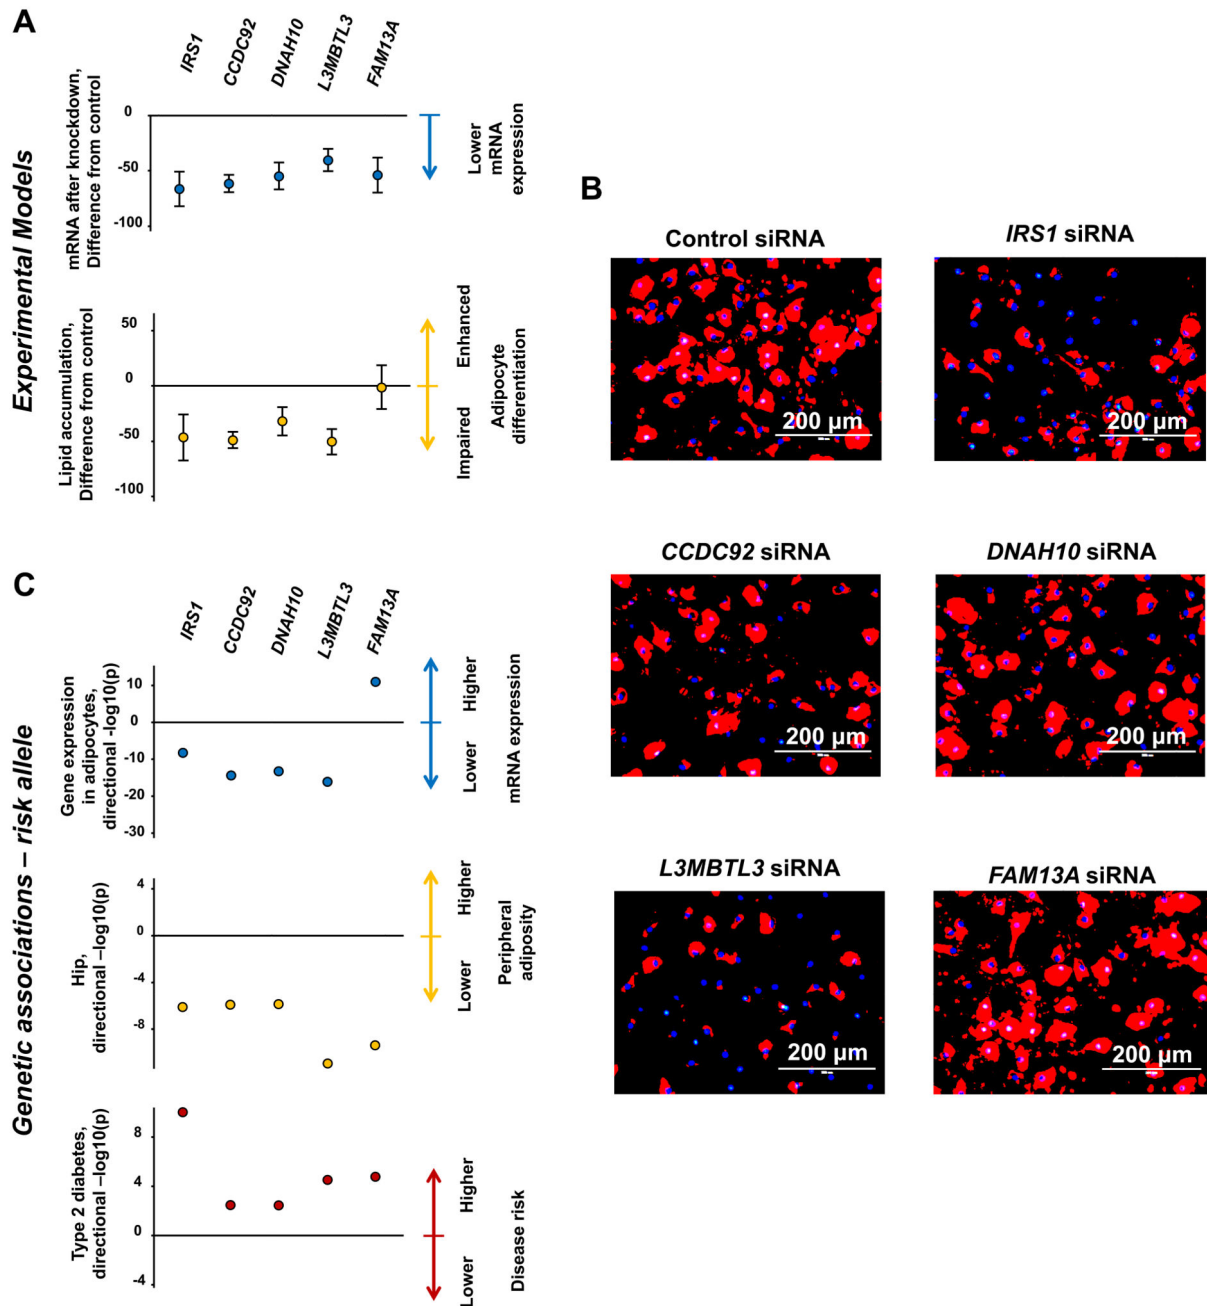 A
IRS1
CCDC92
DNAH10
L3MBTL3
FAM13A
Experimental Models
mRNA after knockdown,
Difference from control
0
-50
-100
Lower
mRNA
expression
Lipid accumulation,
Difference from control
50
0
-50
-100
Enhanced
Impaired
Adipocyte
differentiation
B
Control siRNA
200 µm
IRS1 siRNA
200 µm
CCDC92 siRNA
200 µm
DNAH10 siRNA
200 µm
L3MBTL3 siRNA
200 µm
FAM13A siRNA
200 µm
C
IRS1
CCDC92
DNAH10
L3MBTL3
FAM13A
Genetic associations – risk allele
Gene expression
in adipocytes,
directional -log10(p)
10
0
-10
-20
-30
Higher
Lower
mRNA expression
Hip,
directional –log10(p)
4
0
-4
-8
Higher
Lower
Peripheral
adiposity
Type 2 diabetes,
directional –log10(p)
8
4
0
-4
Higher
Lower
Disease risk